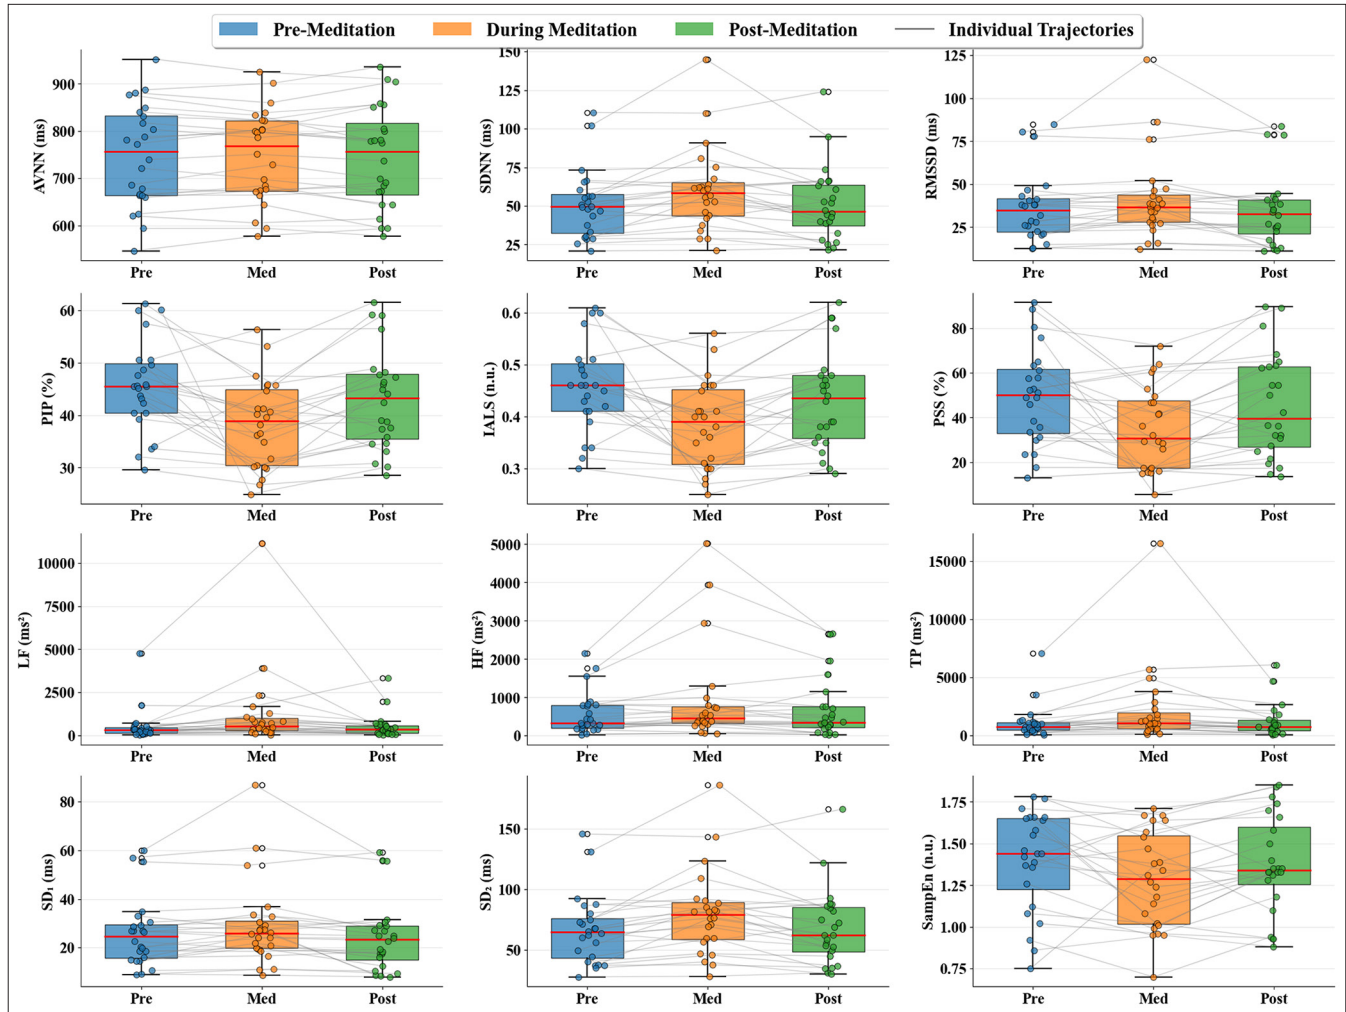 Pre-Meditation During Meditation Post-Meditation Individual Trajectories
AVNN (ms)
900
800
700
600
Pre Med Post
SDNN (ms)
150
125
100
75
50
25
Pre Med Post
RMSSD (ms)
125
100
75
50
25
Pre Med Post
PIP (%)
60
50
40
30
Pre Med Post
IALS (n.u.)
0.6
0.5
0.4
0.3
Pre Med Post
PSS (%)
80
60
40
20
Pre Med Post
LF (ms²)
10000
7500
5000
2500
0
Pre Med Post
HF (ms²)
5000
4000
3000
2000
1000
0
Pre Med Post
TP (ms²)
15000
10000
5000
0
Pre Med Post
SD₁ (ms)
80
60
40
20
Pre Med Post
SD₂ (ms)
150
100
50
Pre Med Post
SampEn (n.u.)
1.75
1.50
1.25
1.00
0.75
Pre Med Post